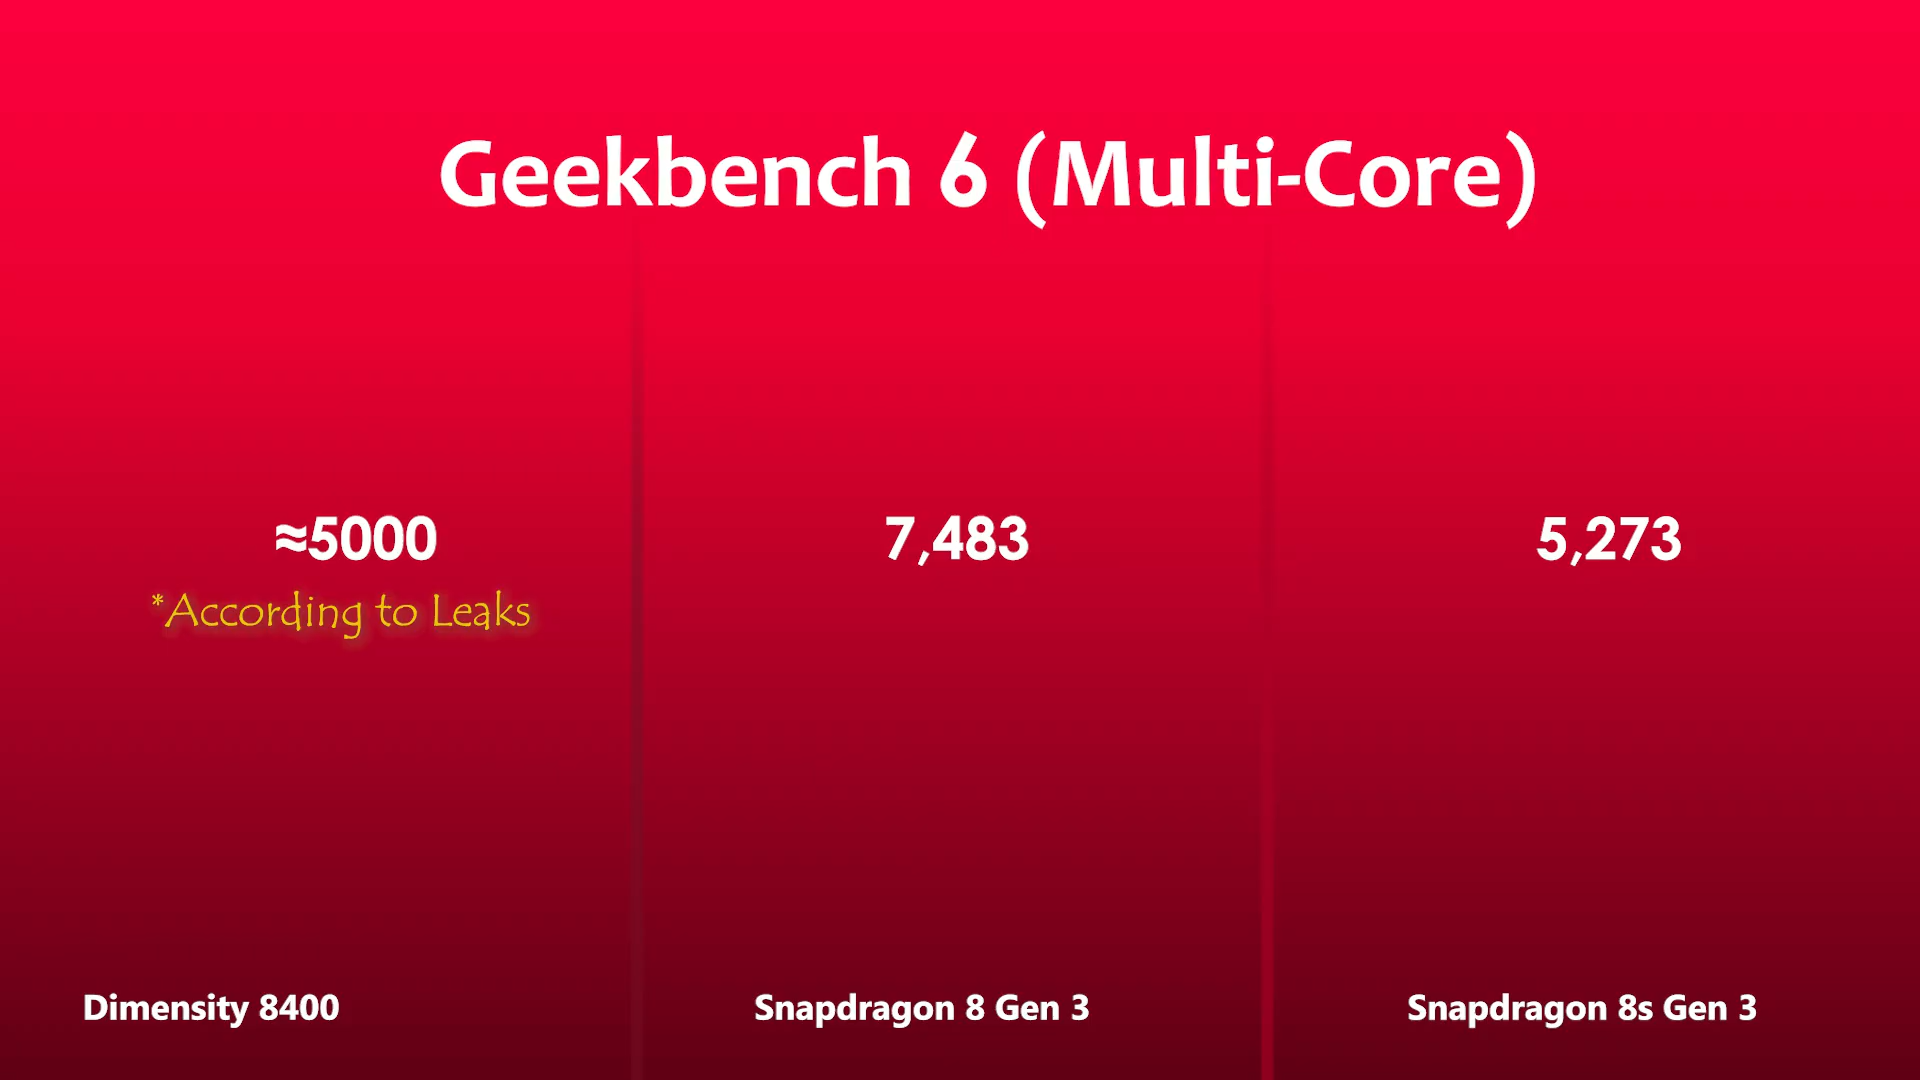 Geekbench 6 (Multi-Core)
≈5000
*According to Leaks
7,483
5,273
Dimensity 8400
Snapdragon 8 Gen 3
Snapdragon 8s Gen 3